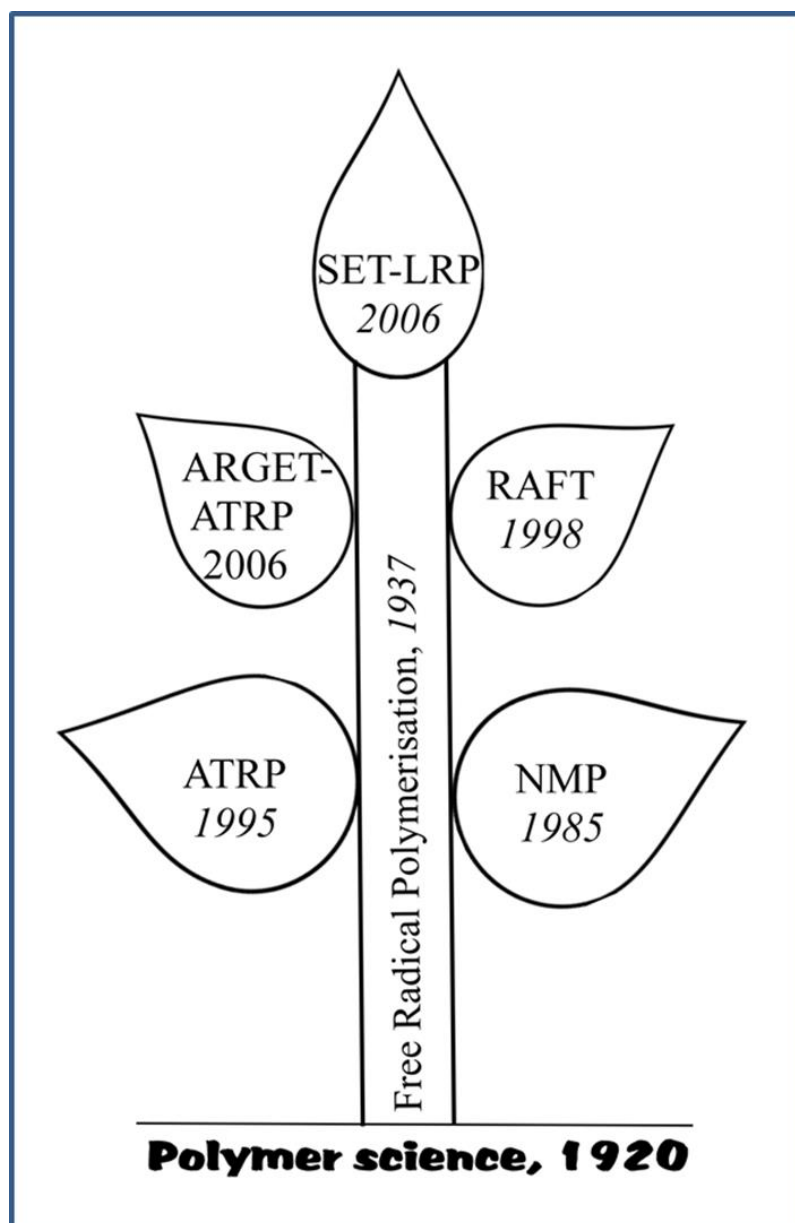 SET-LRP
2006
ARGET-
ATRP
2006
RAFT
1998
Free Radical Polymerisation, 1937
ATRP
1995
NMP
1985
Polymer science, 1920